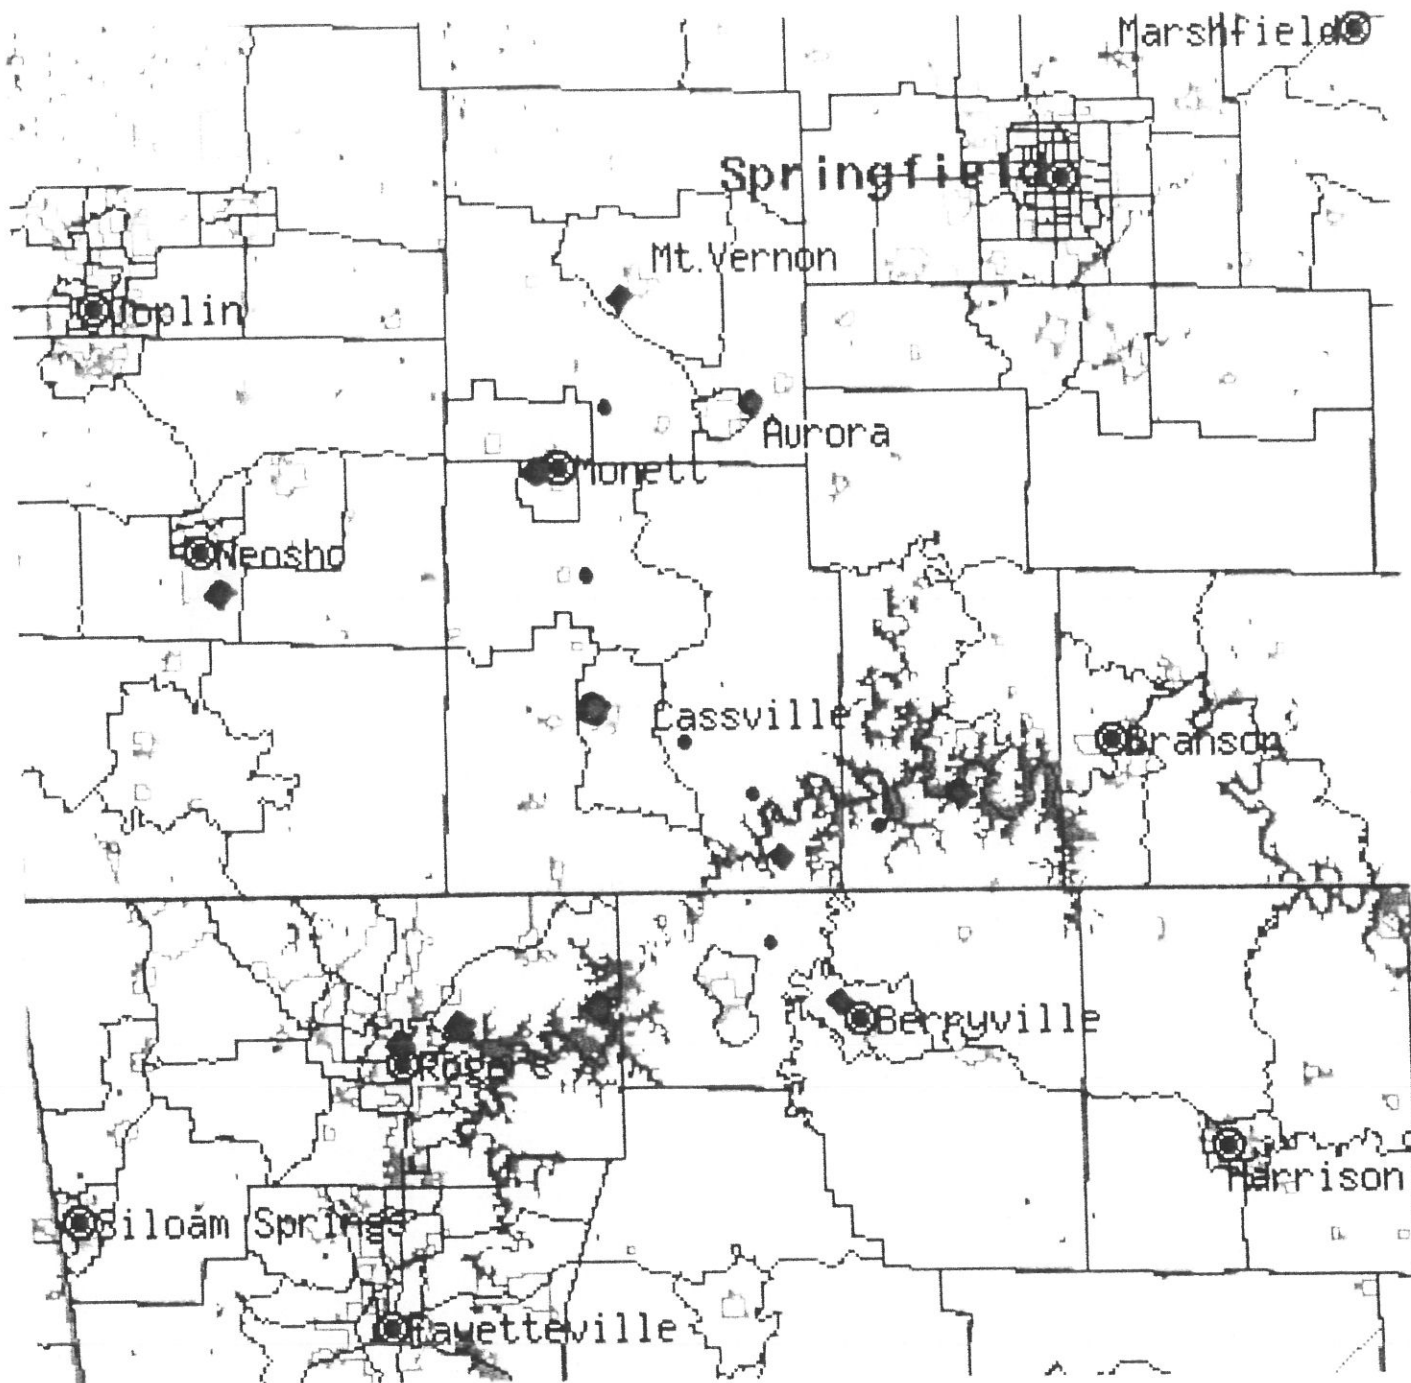 Marshfield
Springfield
Mt.Vernon
Joplin
Aurora
Monett
Neosho
Cassville
Branson
Berryville
Rogers
Harrison
Siloam Springs
Fayetteville